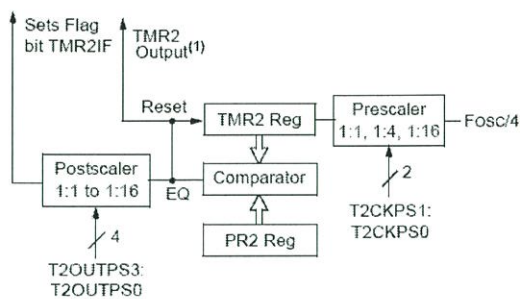 Sets Flag
bit TMR2IF
TMR2
Output(1)
Reset
TMR2 Reg
Prescaler
1:1, 1:4, 1:16
Fosc/4
Postscaler
1:1 to 1:16
EQ
Comparator
2
T2CKPS1:
T2CKPS0
4
PR2 Reg
T2OUTPS3:
T2OUTPS0